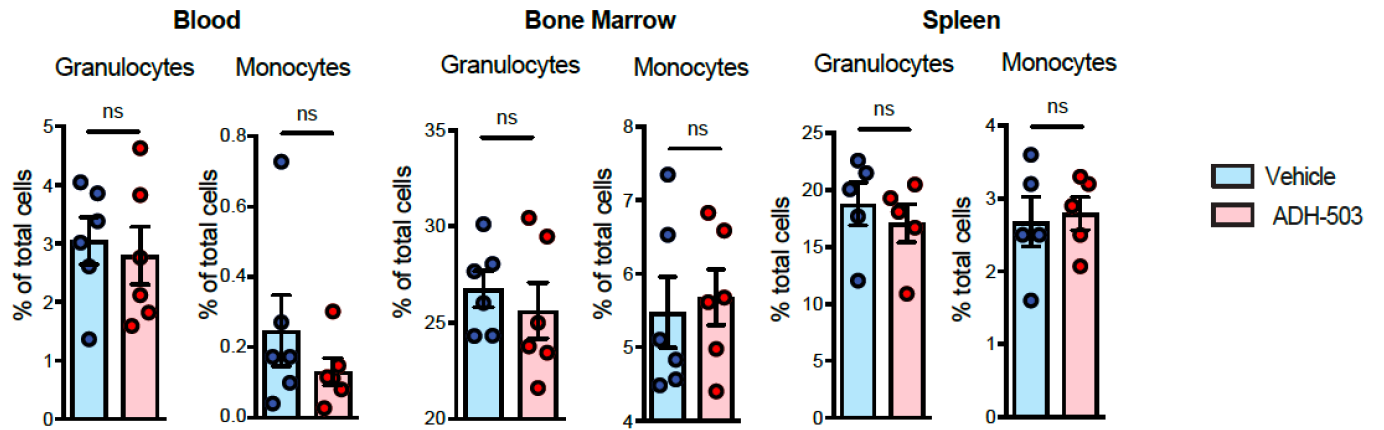 Blood Bone Marrow Spleen
Granulocytes Monocytes Granulocytes Monocytes Granulocytes Monocytes
ns ns ns ns ns ns
% of total cells
5
4
3
2
1
0
% of total cells
0.8
0.6
0.4
0.2
0.0
% of total cells
35
30
25
20
% of total cells
8
7
6
5
4
% total cells
25
20
15
10
5
0
% total cells
4
3
2
1
0
Vehicle
ADH-503